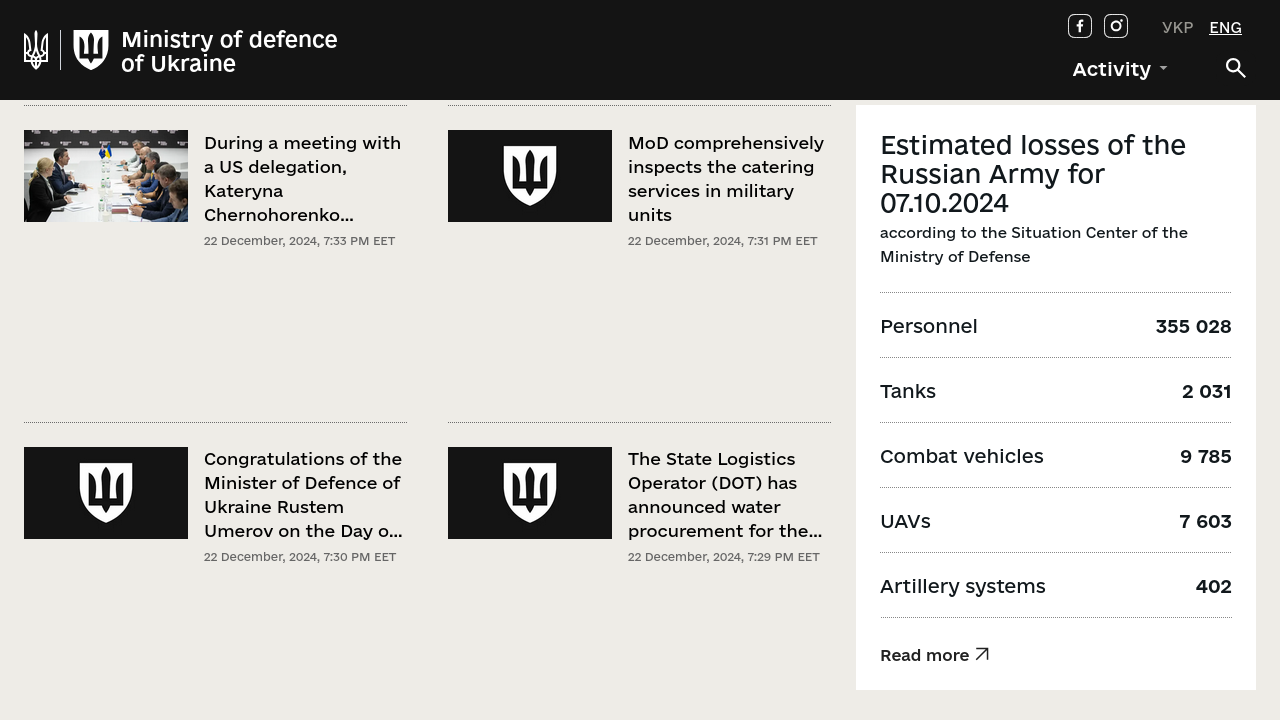 Ministry of defence
of Ukraine
УКР ENG
Activity
During a meeting with
a US delegation,
Kateryna
Chernohorenko...
22 December, 2024, 7:33 PM EET
MoD comprehensively
inspects the catering
services in military
units
22 December, 2024, 7:31 PM EET
Congratulations of the
Minister of Defence of
Ukraine Rustem
Umerov on the Day o...
22 December, 2024, 7:30 PM EET
The State Logistics
Operator (DOT) has
announced water
procurement for the...
22 December, 2024, 7:29 PM EET
Estimated losses of the
Russian Army for
07.10.2024
according to the Situation Center of the
Ministry of Defense
Personnel 355 028
Tanks 2 031
Combat vehicles 9 785
UAVs 7 603
Artillery systems 402
Read more